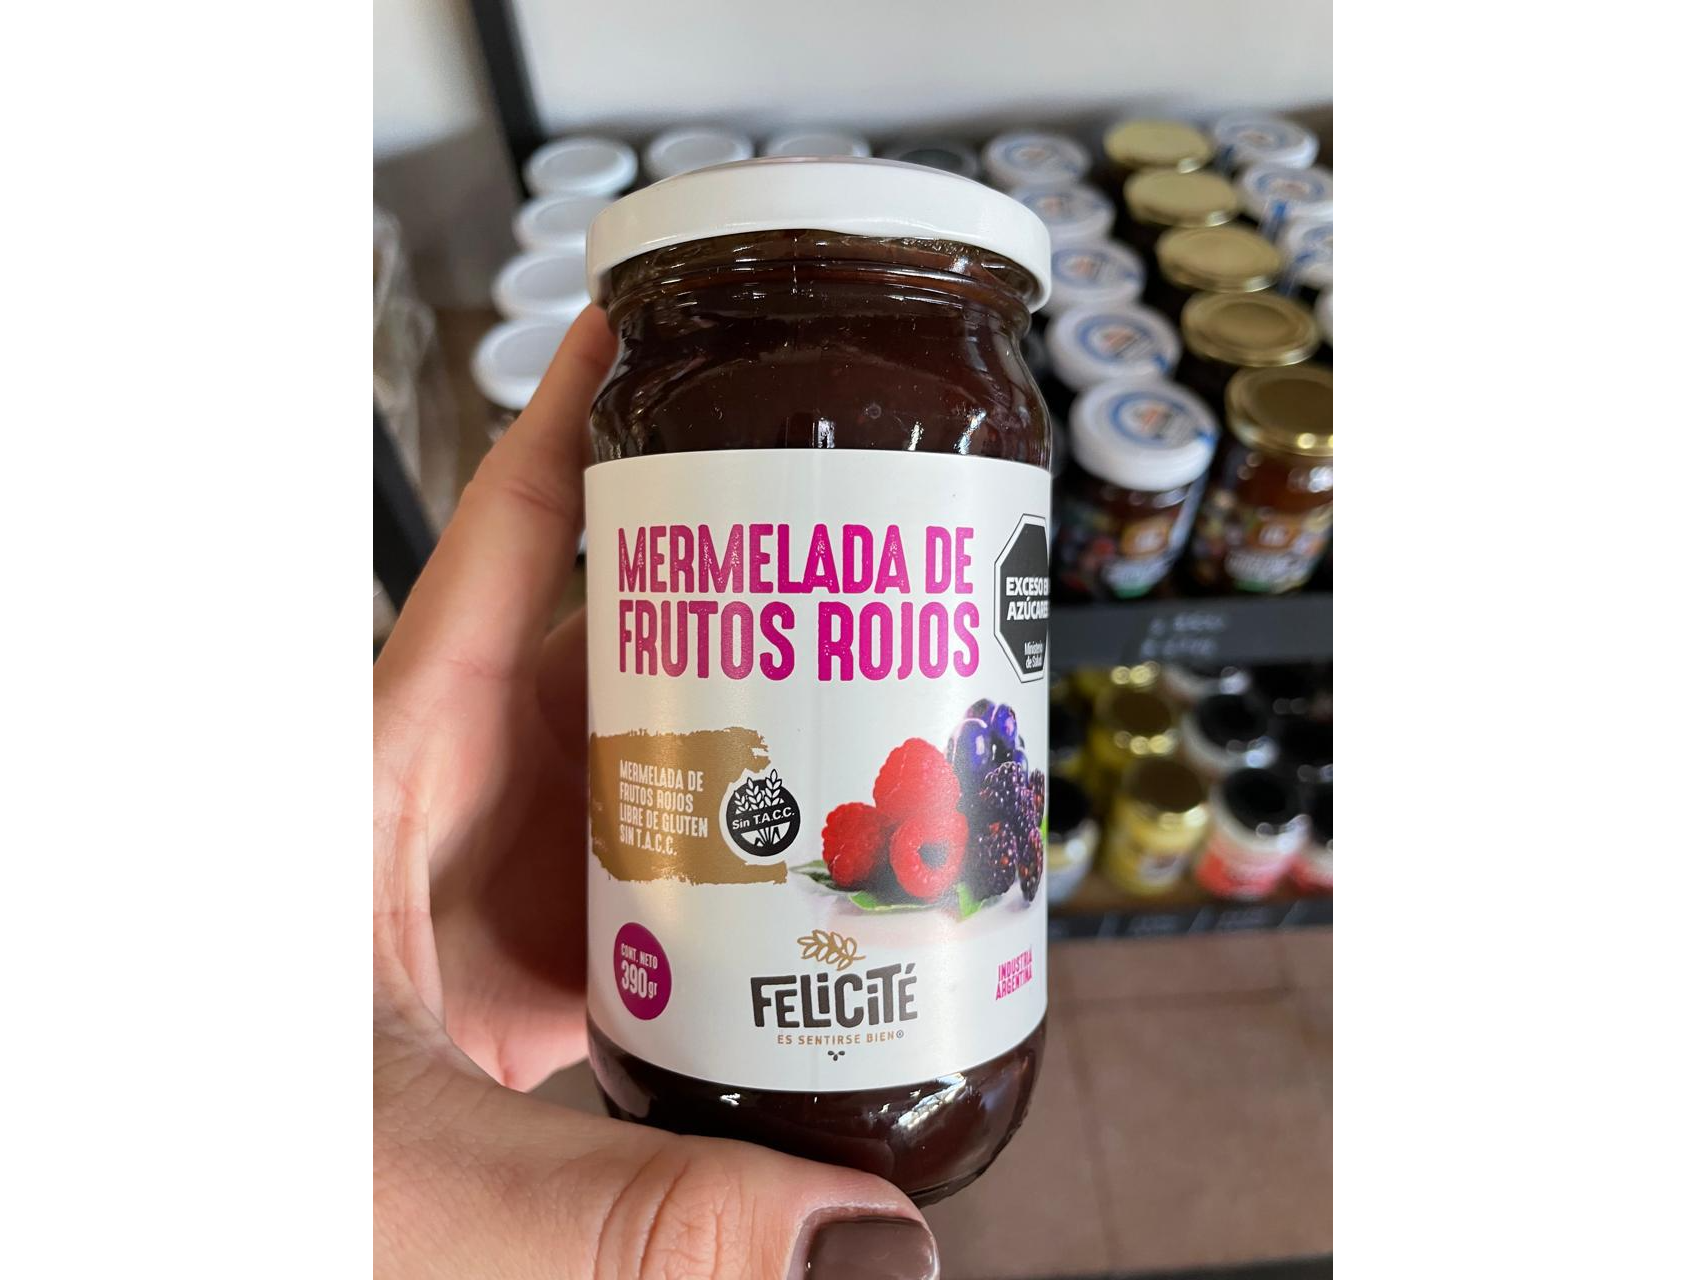 MERMELADA DE
FRUTOS ROJOS
EXCESO EN
AZÚCARES
Ministerio
de Salud
MERMELADA DE
FRUTOS ROJOS
LIBRE DE GLUTEN
SIN T.A.C.C.
Sin T.A.C.C.
CONT. NETO
390gr
FELICITÉ
ES SENTIRSE BIEN®
INDUSTRIA
ARGENTINA